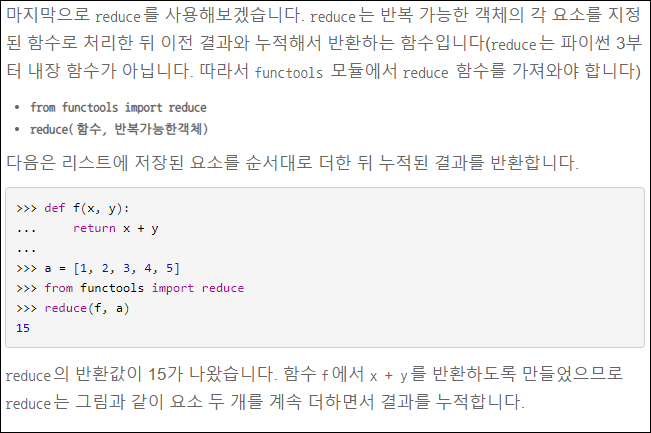 마지막으로 reduce를 사용해보겠습니다. reduce는 반복 가능한 객체의 각 요소를 지정
된 함수로 처리한 뒤 이전 결과와 누적해서 반환하는 함수입니다(reduce는 파이썬 3부
터 내장 함수가 아닙니다. 따라서 functools 모듈에서 reduce 함수를 가져와야 합니다)
• from functools import reduce
• reduce(함수, 반복가능한객체)
다음은 리스트에 저장된 요소를 순서대로 더한 뒤 누적된 결과를 반환합니다.
>>> def f(x, y):
...     return x + y
...
>>> a = [1, 2, 3, 4, 5]
>>> from functools import reduce
>>> reduce(f, a)
15
reduce의 반환값이 15가 나왔습니다. 함수 f에서 x + y를 반환하도록 만들었으므로
reduce는 그림과 같이 요소 두 개를 계속 더하면서 결과를 누적합니다.